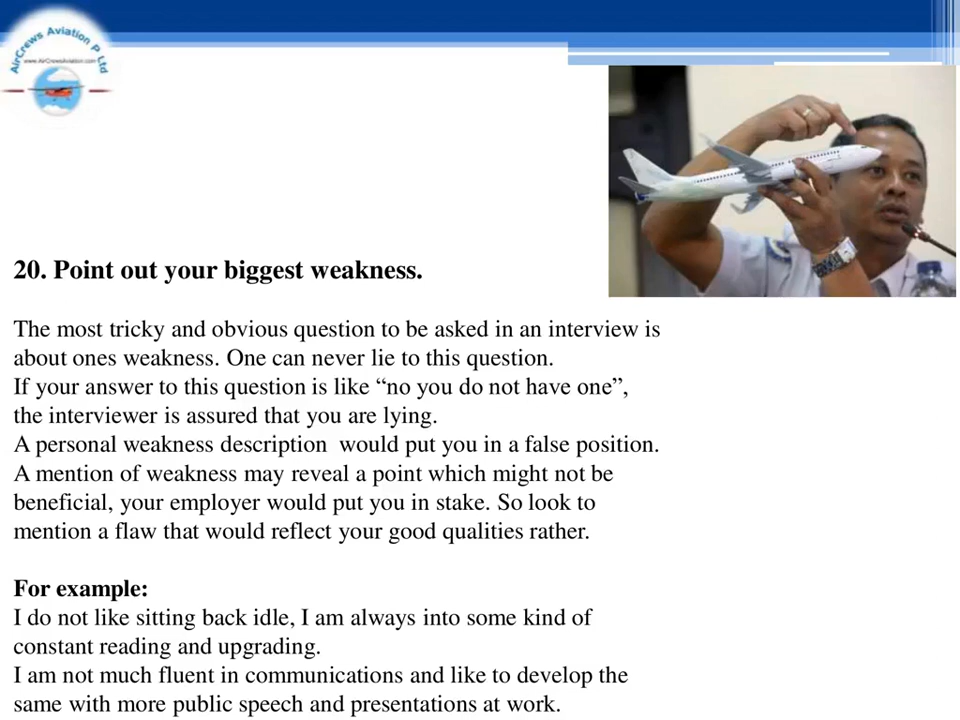 AirCrews Aviation P Ltd
www.AirCrewsAviation.com
20. Point out your biggest weakness.
The most tricky and obvious question to be asked in an interview is
about ones weakness. One can never lie to this question.
If your answer to this question is like “no you do not have one”,
the interviewer is assured that you are lying.
A personal weakness description would put you in a false position.
A mention of weakness may reveal a point which might not be
beneficial, your employer would put you in stake. So look to
mention a flaw that would reflect your good qualities rather.
For example:
I do not like sitting back idle, I am always into some kind of
constant reading and upgrading.
I am not much fluent in communications and like to develop the
same with more public speech and presentations at work.